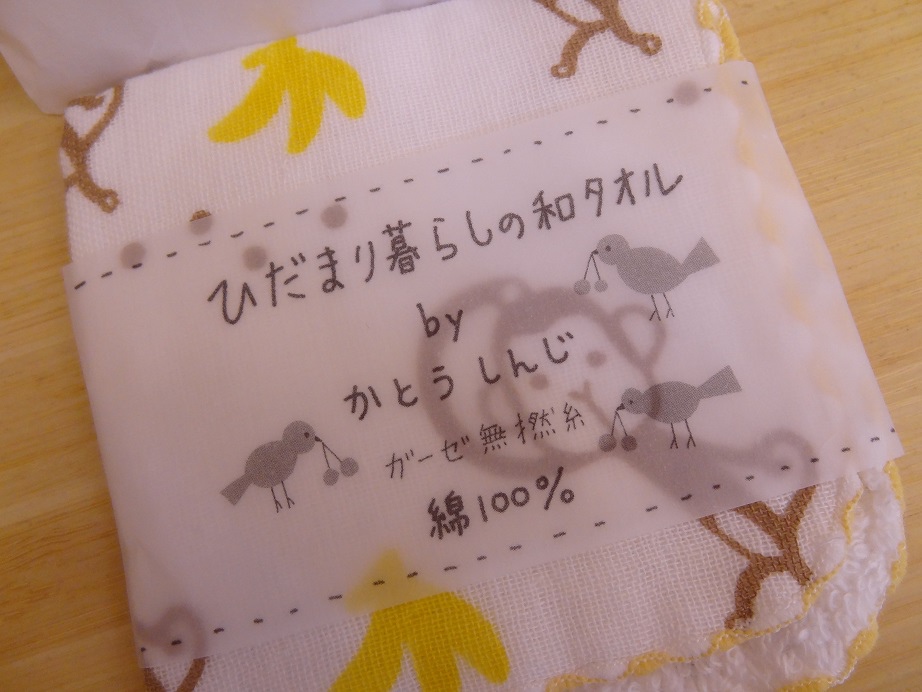 ひだまり暮らしの和タオル
by
かとうしんじ
ガーゼ無撚糸
綿100%